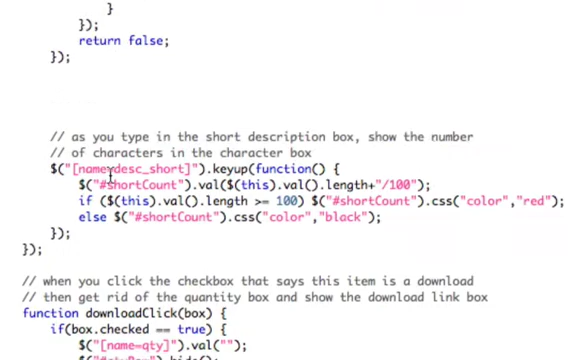 }
});
return false;
});
// as you type in the short description box, show the number
// of characters in the character box
$("[name=desc_short]").keyup(function() {
$("#shortCount").val($(this).val().length+"/100");
if ($(this).val().length >= 100) $("#shortCount").css("color","red");
else $("#shortCount").css("color","black");
});
});
// when you click the checkbox that says this item is a download
// then get rid of the quantity box and show the download link box
function downloadClick(box) {
if(box.checked == true) {
$("[name=qty]").val("");